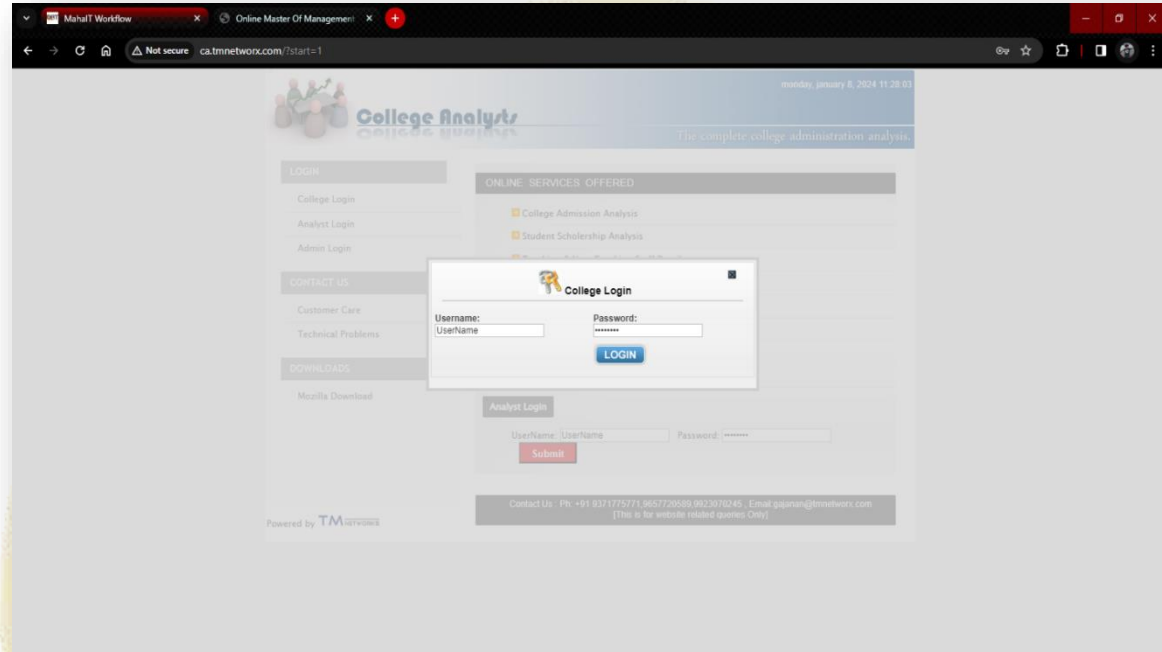 MahaIT Workflow
Online Master Of Management
Not secure ca.tmnetworx.com/?start=1
monday, january 8, 2024 11:28:03
College Analysts
The complete college administration analysis.
LOGIN
College Login
Analyst Login
Admin Login
CONTACT US
Customer Care
Technical Problems
DOWNLOADS
Mozilla Download
Powered by TM NETWORX
ONLINE SERVICES OFFERED
College Admission Analysis
Student Scholarship Analysis
College Login
Username:
Password:
UserName
LOGIN
Analyst Login
UserName: UserName Password:
Submit
Contact Us : Ph: +91 9371775771,9657720589,9923070245 , Email:gajanan@tmnetworx.com
[This is for website related queries Only]